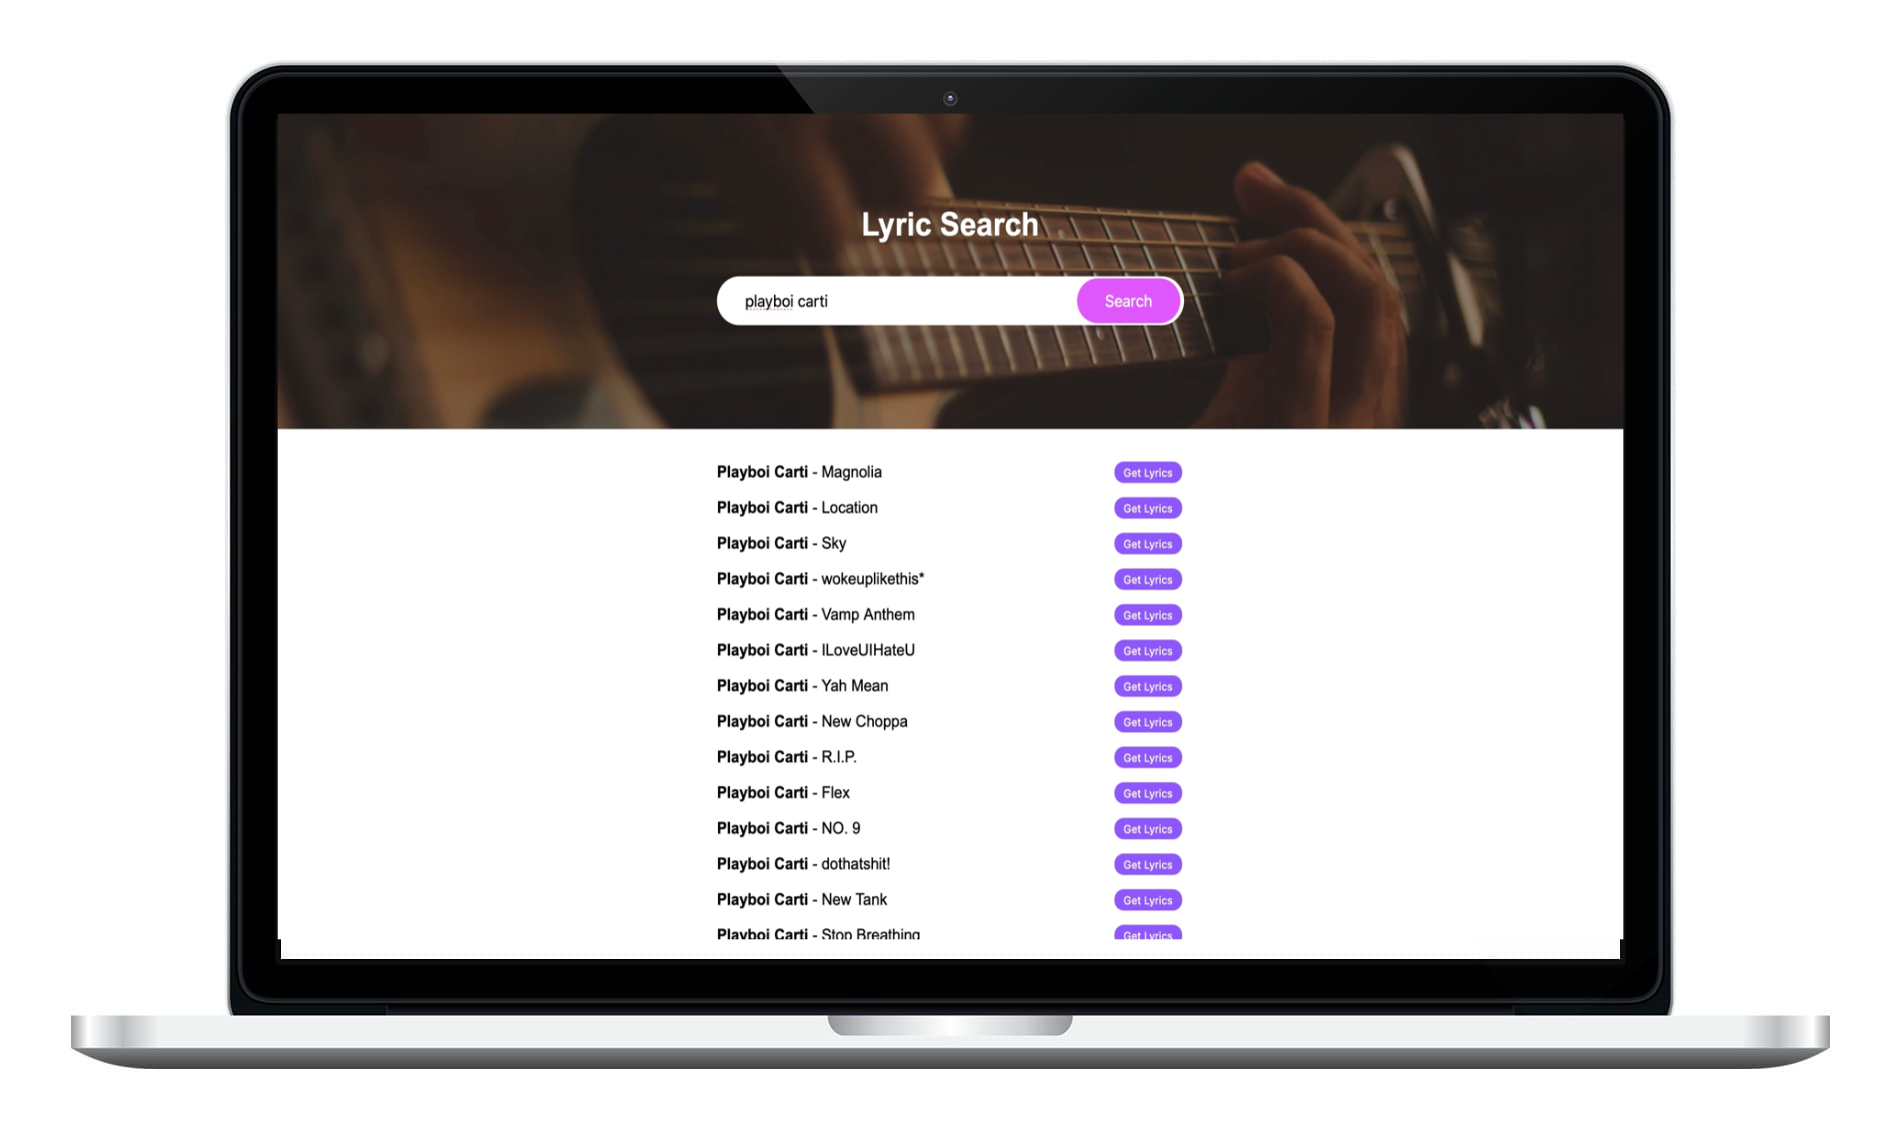 Lyric Search
playboi carti Search
Playboi Carti - Magnolia Get Lyrics
Playboi Carti - Location Get Lyrics
Playboi Carti - Sky Get Lyrics
Playboi Carti - wokeuplikethis* Get Lyrics
Playboi Carti - Vamp Anthem Get Lyrics
Playboi Carti - ILoveUIHateU Get Lyrics
Playboi Carti - Yah Mean Get Lyrics
Playboi Carti - New Choppa Get Lyrics
Playboi Carti - R.I.P. Get Lyrics
Playboi Carti - Flex Get Lyrics
Playboi Carti - NO. 9 Get Lyrics
Playboi Carti - dothatshit! Get Lyrics
Playboi Carti - New Tank Get Lyrics
Playboi Carti - Stop Breathing Get Lyrics